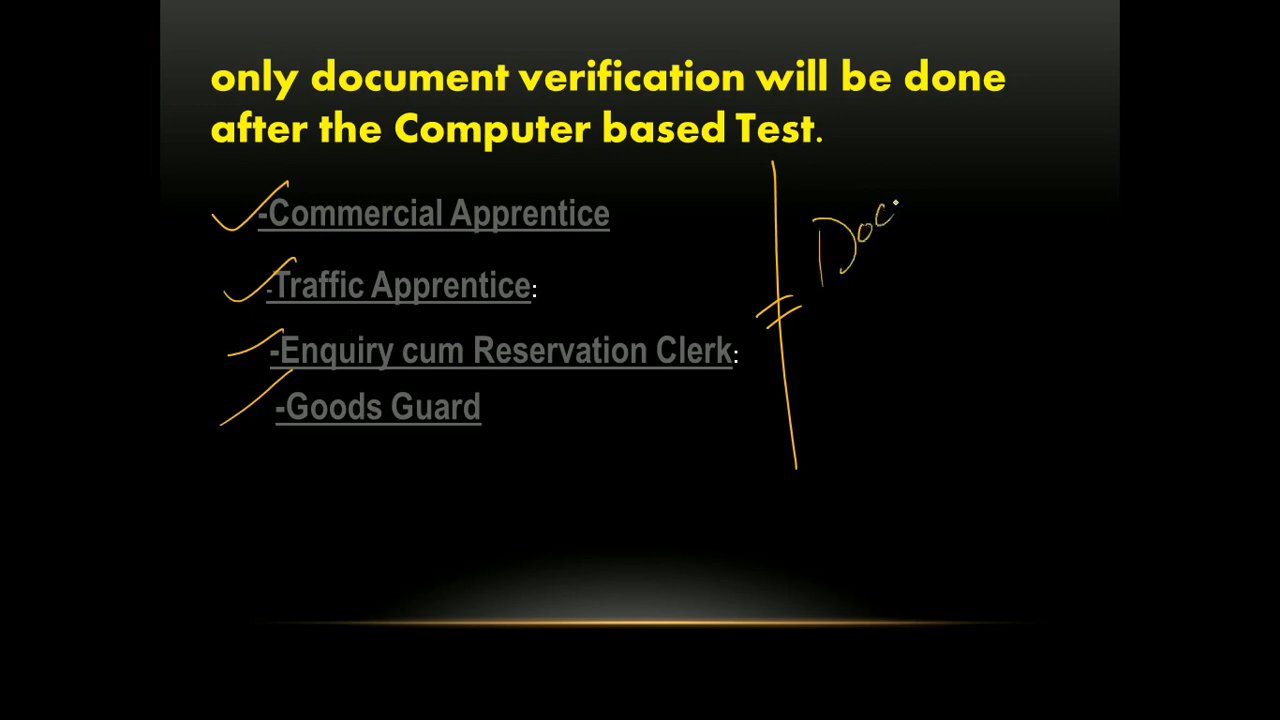 only document verification will be done
after the Computer based Test.
-Commercial Apprentice
-Traffic Apprentice:
-Enquiry cum Reservation Clerk:
-Goods Guard
Doc.